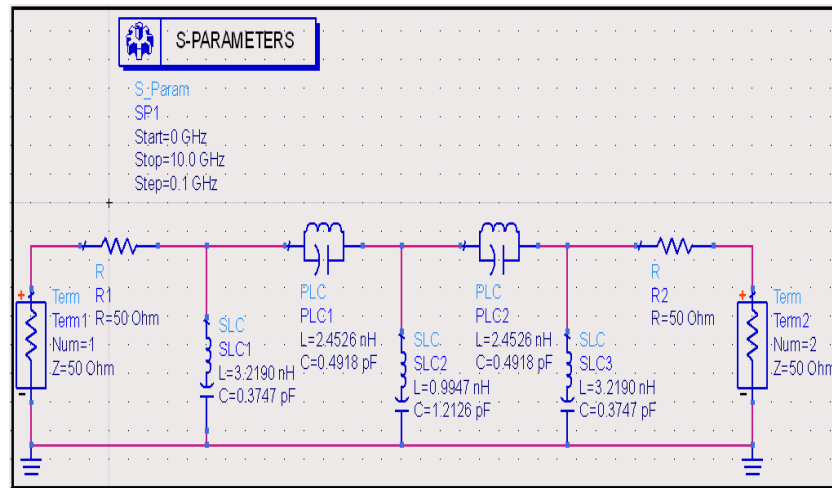 S-PARAMETERS
S_Param
SP1
Start=0 GHz
Stop=10.0 GHz
Step=0.1 GHz
+
Term
Term1
Num=1
Z=50 Ohm
-
R
R1
R=50 Ohm
SLC
SLC1
L=3.2190 nH
C=0.3747 pF
PLC
PLC1
L=2.4526 nH
C=0.4918 pF
SLC
SLC2
L=0.9947 nH
C=1.2126 pF
PLC
PLC2
L=2.4526 nH
C=0.4918 pF
SLC
SLC3
L=3.2190 nH
C=0.3747 pF
R
R2
R=50 Ohm
+
Term
Term2
Num=2
Z=50 Ohm
-